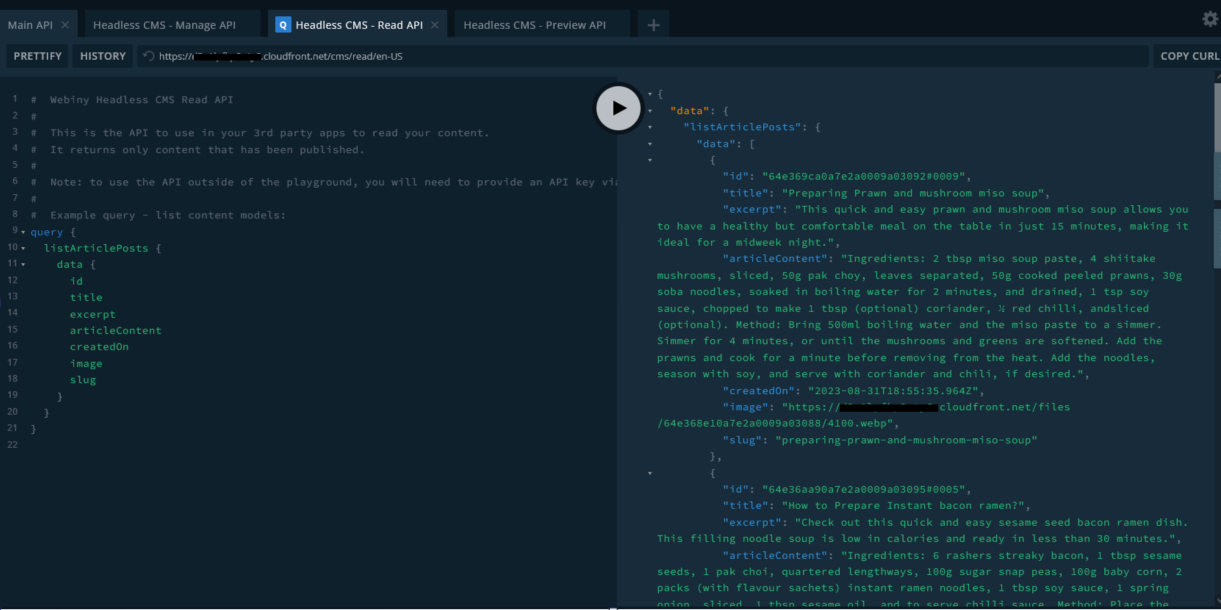 Main API
Headless CMS - Manage API
Q Headless CMS - Read API
Headless CMS - Preview API
PRETTIFY
HISTORY
https://.cloudfront.net/cms/read/en-US
COPY CURL
1 # Webiny Headless CMS Read API
2 #
3 # This is the API to use in your 3rd party apps to read your content.
4 # It returns only content that has been published.
5 #
6 # Note: to use the API outside of the playground, you will need to provide an API key via
7 #
8 # Example query - list content models:
9 query {
10 listArticlePosts {
11 data {
12 id
13 title
14 excerpt
15 articleContent
16 createdOn
17 image
18 slug
19 }
20 }
21 }
22
{
"data": {
"listArticlePosts": {
"data": [
{
"id": "64e369ca0a7e2a0009a03092#0009",
"title": "Preparing Prawn and mushroom miso soup",
"excerpt": "This quick and easy prawn and mushroom miso soup allows you
to have a healthy but comfortable meal on the table in just 15 minutes, making it
ideal for a midweek night.",
"articleContent": "Ingredients: 2 tbsp miso soup paste, 4 shiitake
mushrooms, sliced, 50g pak choy, leaves separated, 50g cooked peeled prawns, 30g
soba noodles, soaked in boiling water for 2 minutes, and drained, 1 tsp soy
sauce, chopped to make 1 tbsp (optional) coriander, red chilli, andsliced
(optional). Method: Bring 500ml boiling water and the miso paste to a simmer.
Simmer for 4 minutes, or until the mushrooms and greens are softened. Add the
prawns and cook for a minute before removing from the heat. Add the noodles,
season with soy, and serve with coriander and chili, if desired.",
"createdOn": "2023-08-31T18:55:35.964Z",
"image": "https://cloudfront.net/files
/64e368e10a7e2a0009a03088/4100.webp",
"slug": "preparing-prawn-and-mushroom-miso-soup"
},
{
"id": "64e36aa90a7e2a0009a03095#0005",
"title": "How to Prepare Instant bacon ramen?",
"excerpt": "Check out this quick and easy sesame seed bacon ramen dish.
This filling noodle soup is low in calories and ready in less than 30 minutes.",
"articleContent": "Ingredients: 6 rashers streaky bacon, 1 tbsp sesame
seeds, 1 pak choi, quartered lengthways, 100g sugar snap peas, 100g baby corn, 2
packs (with flavour sachets) instant ramen noodles, 1 tbsp soy sauce, 1 spring
onion, sliced, 1 tbsp sesame oil, and to serve chilli sauce. Method: Place the